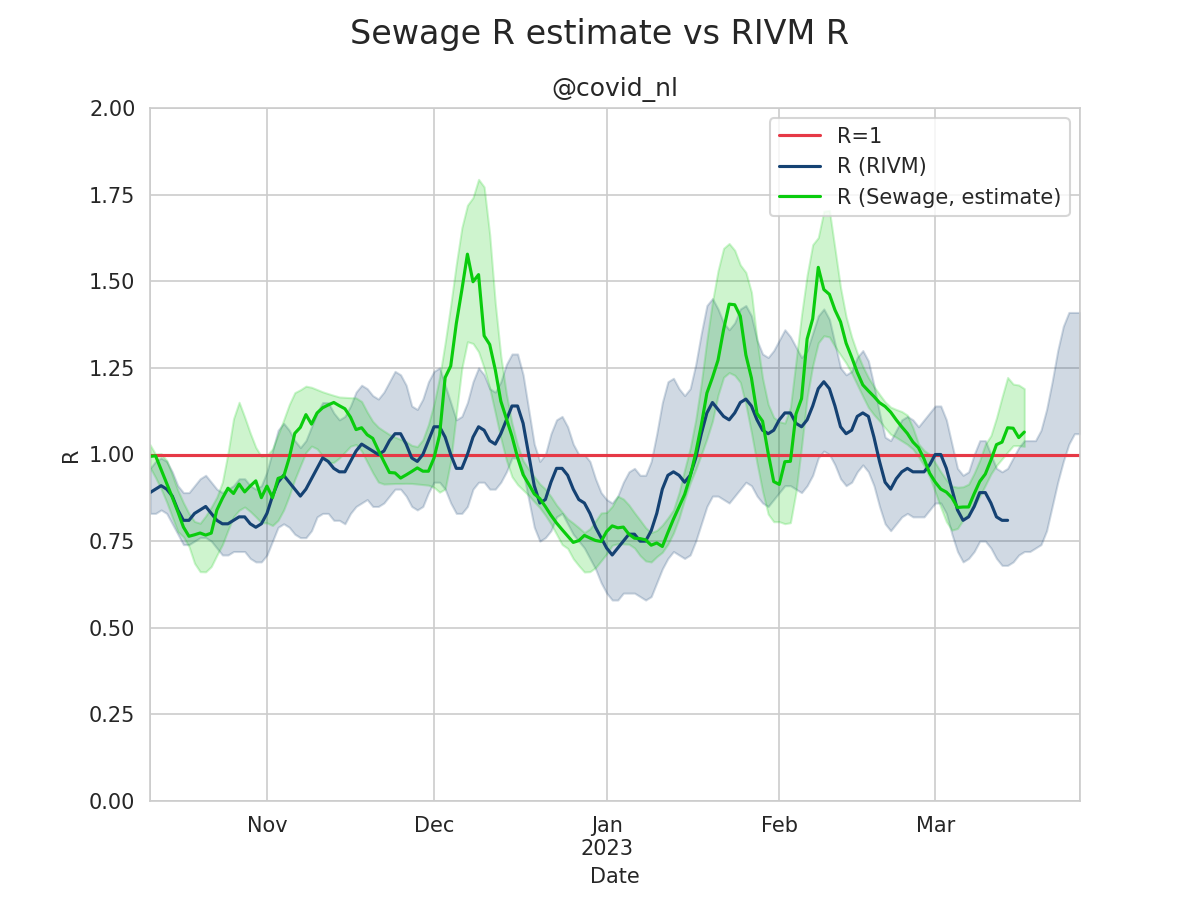 Sewage R estimate vs RIVM R
@covid_nl
R=1
R (RIVM)
R (Sewage, estimate)
2.00
1.75
1.50
1.25
1.00
0.75
0.50
0.25
0.00
R
Nov
Dec
Jan
2023
Feb
Mar
Date